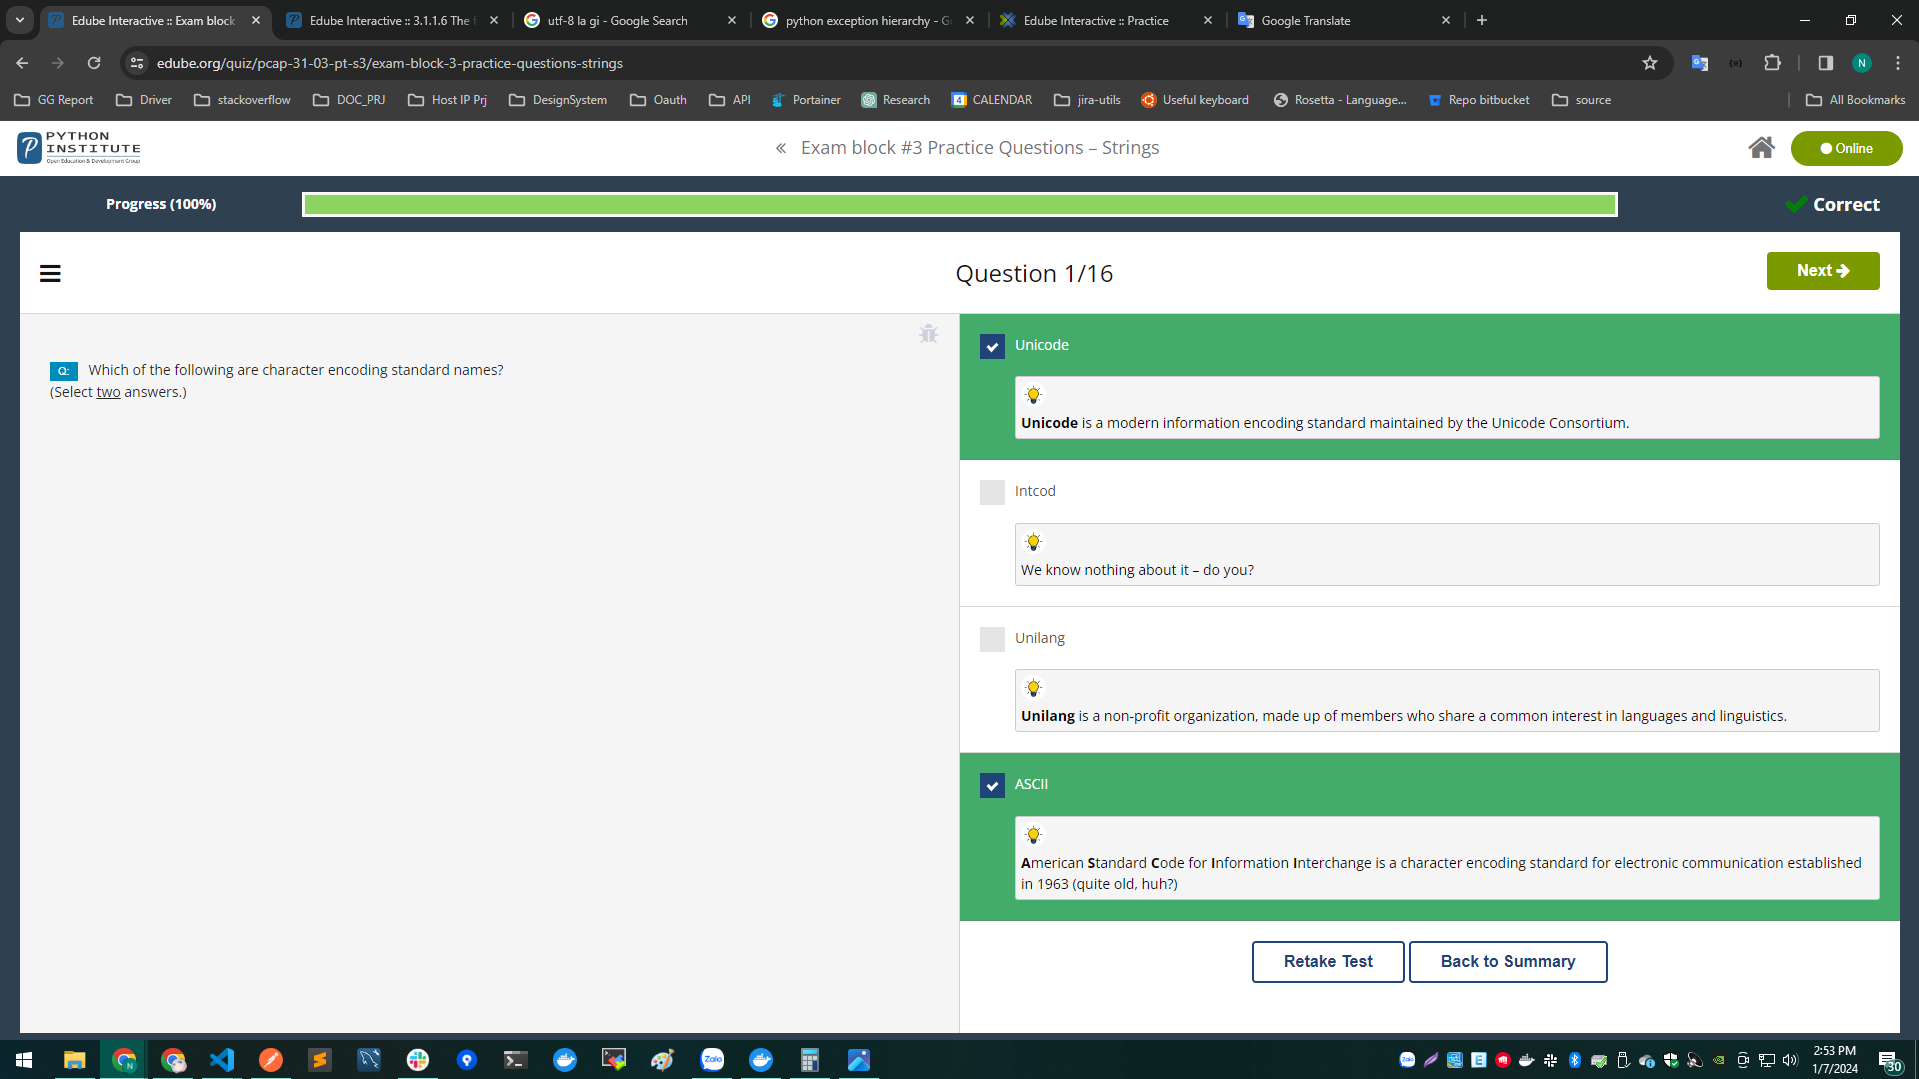 Edube Interactive :: Exam block
Edube Interactive :: 3.1.1.6 The f
utf-8 la gi - Google Search
python exception hierarchy - G
Edube Interactive :: Practice
Google Translate
edube.org/quiz/pcap-31-03-pt-s3/exam-block-3-practice-questions-strings
N
GG Report
Driver
stackoverflow
DOC_PRJ
Host IP Prj
DesignSystem
Oauth
API
Portainer
Research
4
CALENDAR
jira-utils
Useful keyboard
Rosetta - Language...
Repo bitbucket
source
All Bookmarks
PYTHON
INSTITUTE
Open Education & Development Group
« Exam block #3 Practice Questions – Strings
Online
Progress (100%)
Correct
Question 1/16
Next
Q: Which of the following are character encoding standard names?
(Select two answers.)
Unicode
Unicode is a modern information encoding standard maintained by the Unicode Consortium.
Intcod
We know nothing about it – do you?
Unilang
Unilang is a non-profit organization, made up of members who share a common interest in languages and linguistics.
ASCII
American Standard Code for Information Interchange is a character encoding standard for electronic communication established
in 1963 (quite old, huh?)
Retake Test
Back to Summary
Zalo
2:53 PM
1/7/2024
30